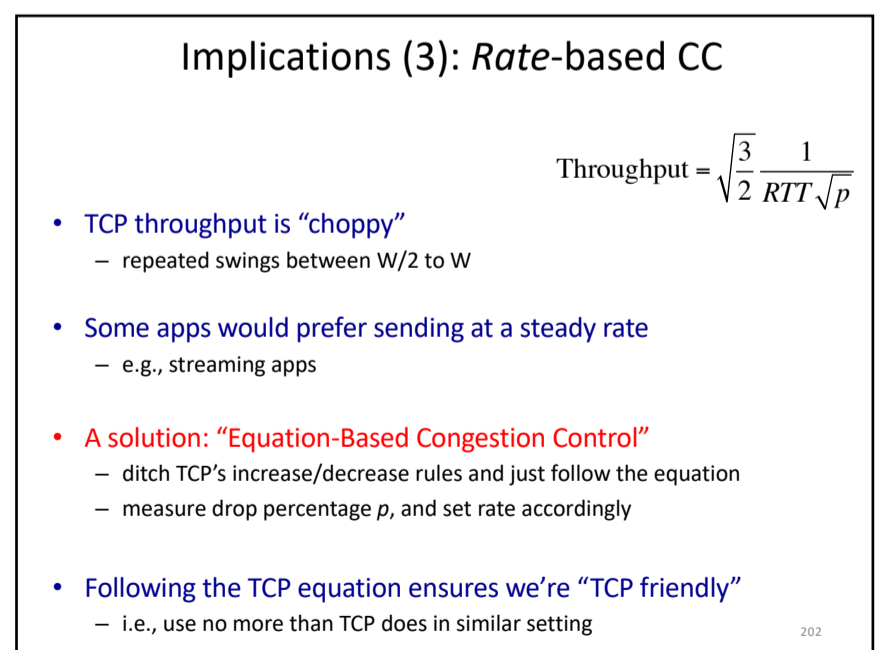 Implications (3): Rate-based CC
Throughput = √(3/2) 1/(RTT√p)
• TCP throughput is “choppy”
– repeated swings between W/2 to W
• Some apps would prefer sending at a steady rate
– e.g., streaming apps
• A solution: “Equation-Based Congestion Control”
– ditch TCP’s increase/decrease rules and just follow the equation
– measure drop percentage p, and set rate accordingly
• Following the TCP equation ensures we’re “TCP friendly”
– i.e., use no more than TCP does in similar setting
202